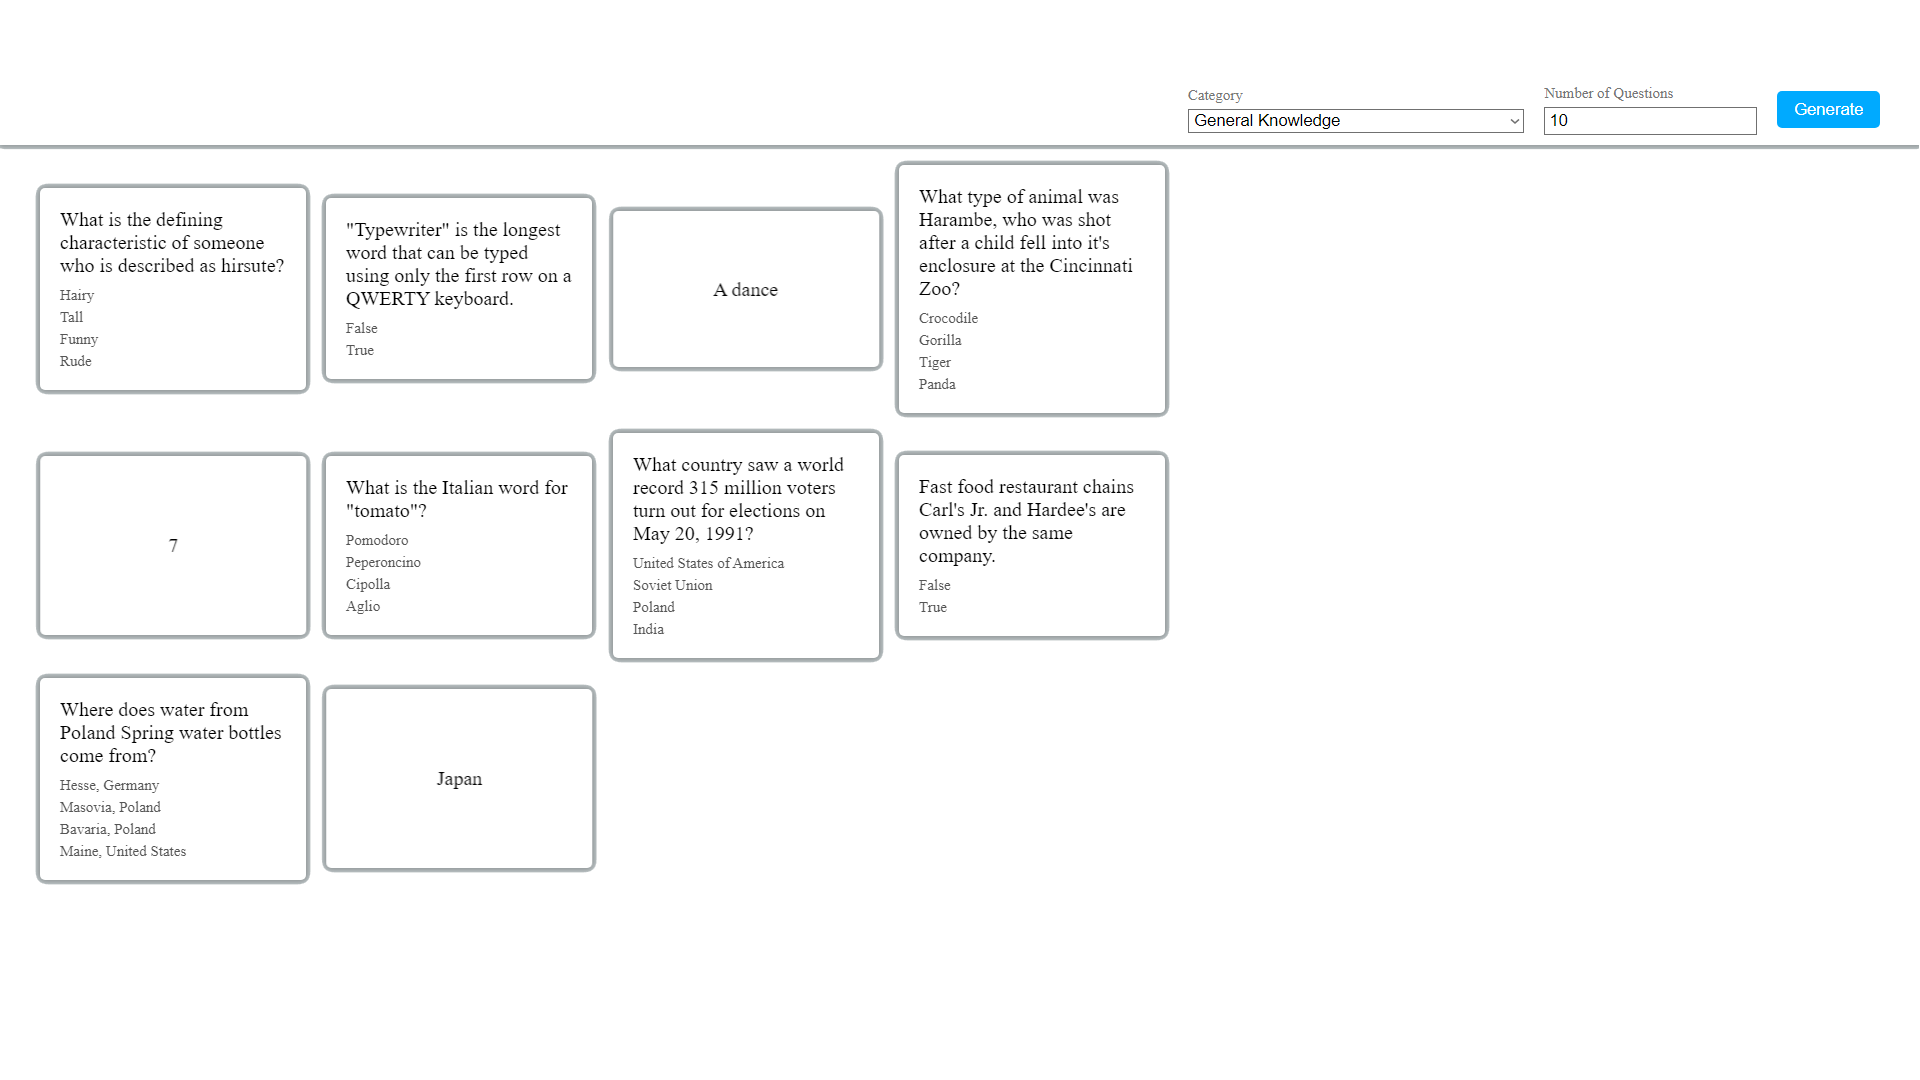 Category
General Knowledge
Number of Questions
10
Generate
What is the defining
characteristic of someone
who is described as hirsute?
Hairy
Tall
Funny
Rude
"Typewriter" is the longest
word that can be typed
using only the first row on a
QWERTY keyboard.
False
True
A dance
What type of animal was
Harambe, who was shot
after a child fell into it's
enclosure at the Cincinnati
Zoo?
Crocodile
Gorilla
Tiger
Panda
7
What is the Italian word for
"tomato"?
Pomodoro
Peperoncino
Cipolla
Aglio
What country saw a world
record 315 million voters
turn out for elections on
May 20, 1991?
United States of America
Soviet Union
Poland
India
Fast food restaurant chains
Carl's Jr. and Hardee's are
owned by the same
company.
False
True
Where does water from
Poland Spring water bottles
come from?
Hesse, Germany
Masovia, Poland
Bavaria, Poland
Maine, United States
Japan